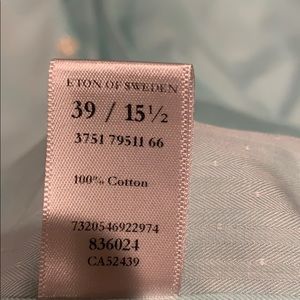 ETON OF SWEDEN
39 / 15½
3751 79511 66
100% Cotton
7320546922974
836024
CA52439